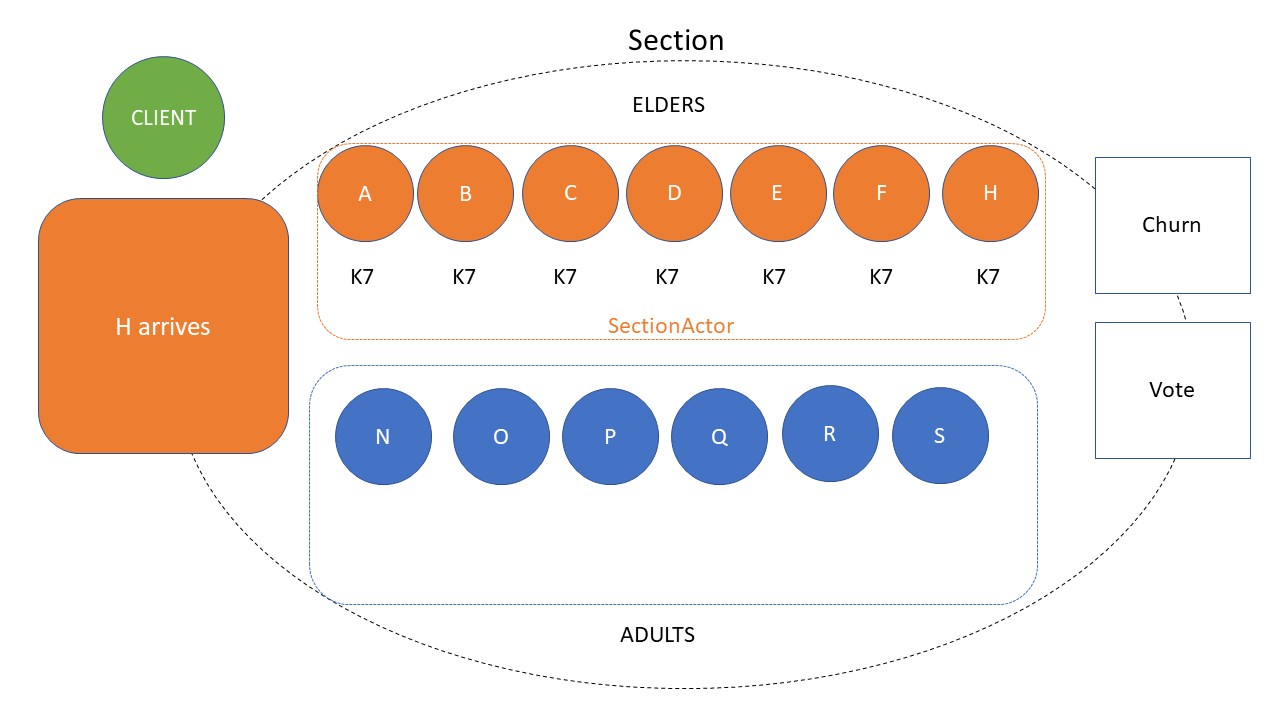 Section
CLIENT
ELDERS
A B C D E F H
K7 K7 K7 K7 K7 K7 K7
SectionActor
H arrives
Churn
Vote
N O P Q R S
ADULTS